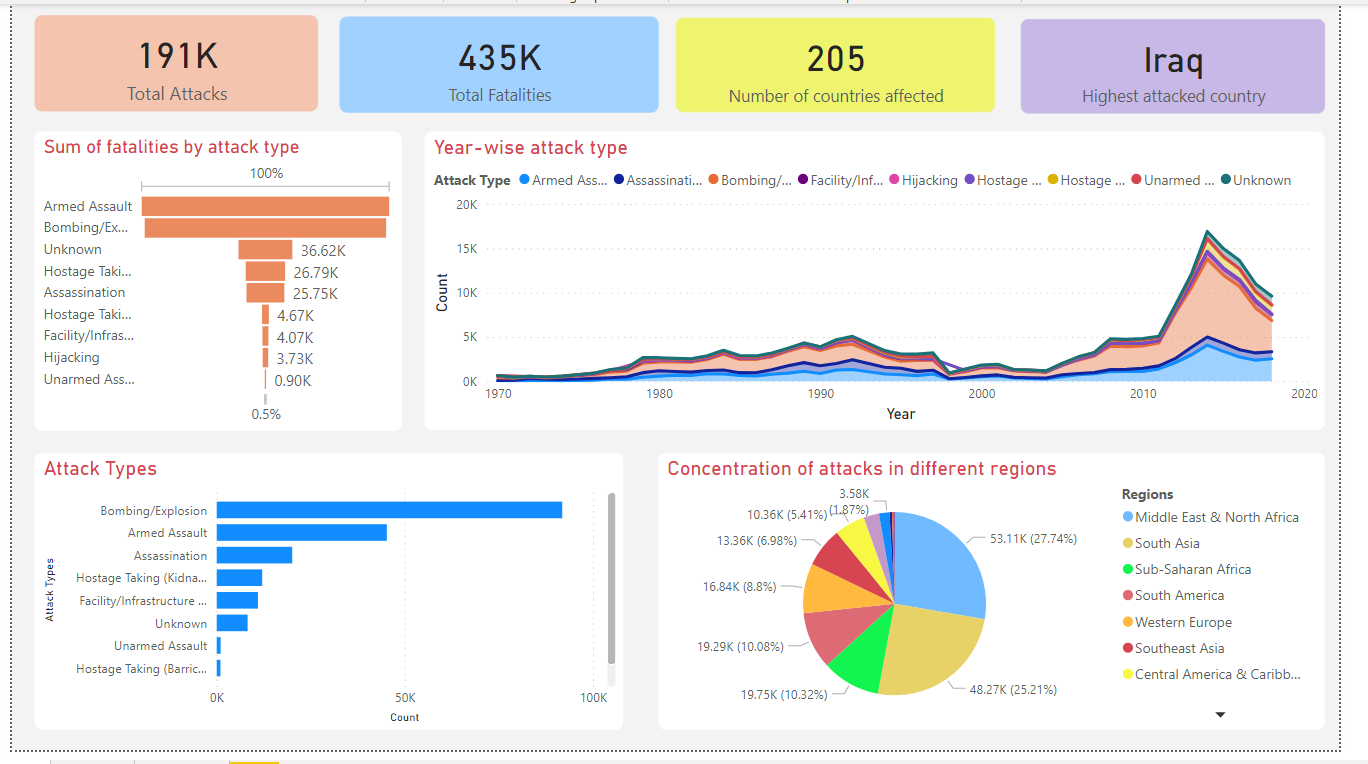 191K
Total Attacks
435K
Total Fatalities
205
Number of countries affected
Iraq
Highest attacked country
Sum of fatalities by attack type
100%
Armed Assault
Bombing/Ex...
Unknown
36.62K
Hostage Taki...
26.79K
Assassination
25.75K
Hostage Taki...
4.67K
Facility/Infras...
4.07K
Hijacking
3.73K
Unarmed Ass...
0.90K
0.5%
Year-wise attack type
Attack Type Armed Ass... Assassinati... Bombing/... Facility/Inf... Hijacking Hostage ... Hostage ... Unarmed ... Unknown
20K
15K
10K
5K
0K
Count
1970 1980 1990 2000 2010 2020
Year
Attack Types
Attack Types
Bombing/Explosion
Armed Assault
Assassination
Hostage Taking (Kidna...
Facility/Infrastructure ...
Unknown
Unarmed Assault
Hostage Taking (Barric...
0K 50K 100K
Count
Concentration of attacks in different regions
3.58K
(1.87%)
10.36K (5.41%)
13.36K (6.98%)
16.84K (8.8%)
19.29K (10.08%)
19.75K (10.32%)
53.11K (27.74%)
48.27K (25.21%)
Regions
Middle East & North Africa
South Asia
Sub-Saharan Africa
South America
Western Europe
Southeast Asia
Central America & Caribb...